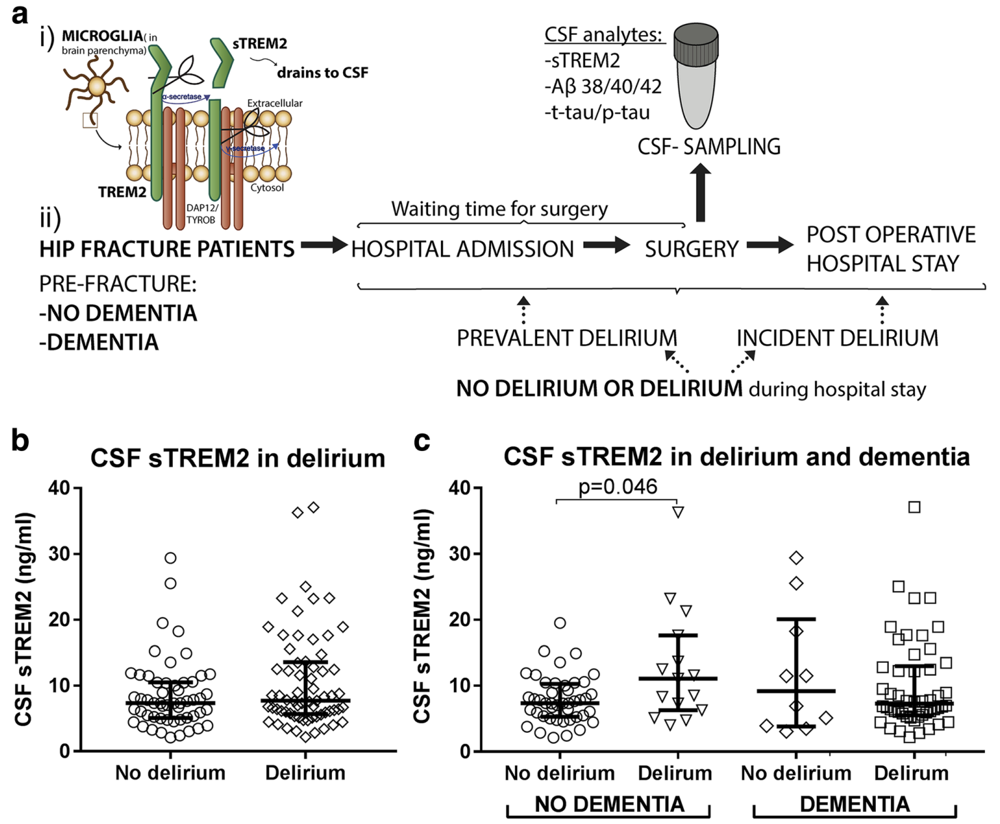 a
i)
MICROGLIA( in
brain parenchyma)
sTREM2
drains to CSF
α-secretase
Extracellular
γ-secretase
Cytosol
TREM2
DAP12/
TYROB
CSF analytes:
-sTREM2
-Aβ 38/40/42
-t-tau/p-tau
CSF- SAMPLING
ii)
Waiting time for surgery
HIP FRACTURE PATIENTS
HOSPITAL ADMISSION
SURGERY
POST OPERATIVE
HOSPITAL STAY
PRE-FRACTURE:
-NO DEMENTIA
-DEMENTIA
PREVALENT DELIRIUM
INCIDENT DELIRIUM
NO DELIRIUM OR DELIRIUM during hospital stay
b
CSF sTREM2 in delirium
CSF sTREM2 (ng/ml)
40
30
20
10
0
No delirium
Delirium
c
CSF sTREM2 in delirium and dementia
p=0.046
CSF sTREM2 (ng/ml)
40
30
20
10
0
No delirium
Delirum
No delirium
Delirum
NO DEMENTIA
DEMENTIA